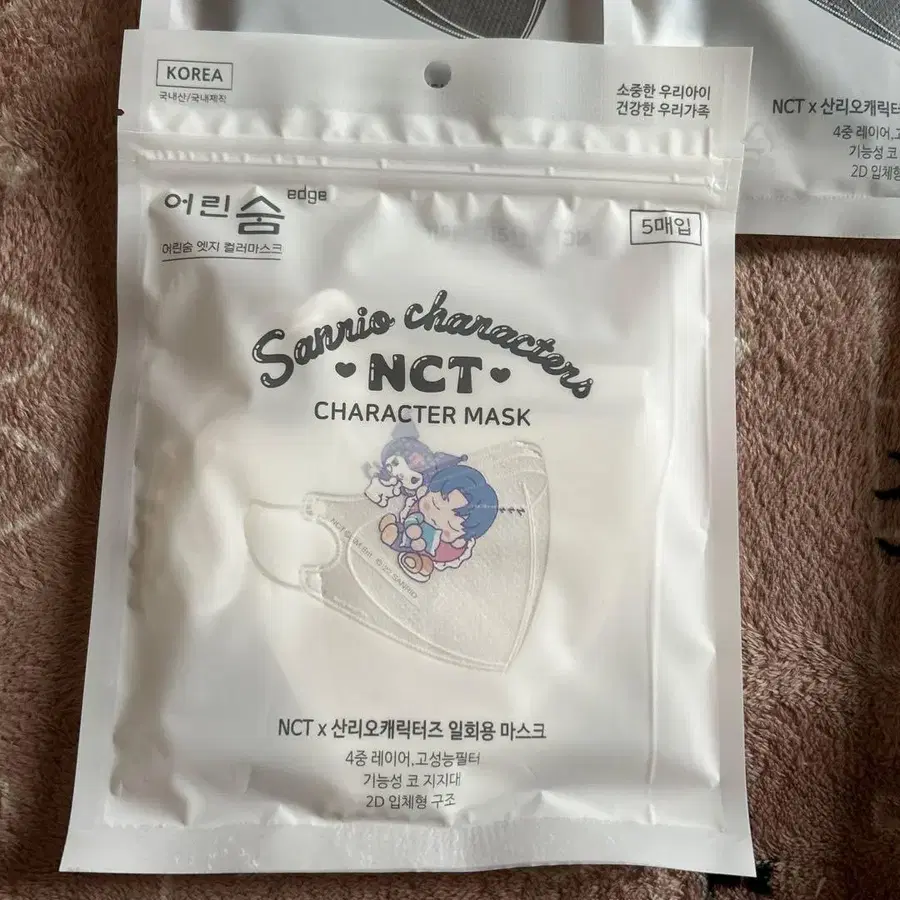 KOREA
국내산/국내제작
소중한 우리아이
건강한 우리가족
어린숨 edge
어린숨 엣지 컬러마스크
5매입
Sanrio characters
NCT
CHARACTER MASK
NCT x 산리오캐릭터즈 일회용 마스크
4중 레이어,고성능필터
기능성 코 지지대
2D 입체형 구조
NCT x 산리오캐릭터
4중 레이어,고
기능성 코
2D 입체형